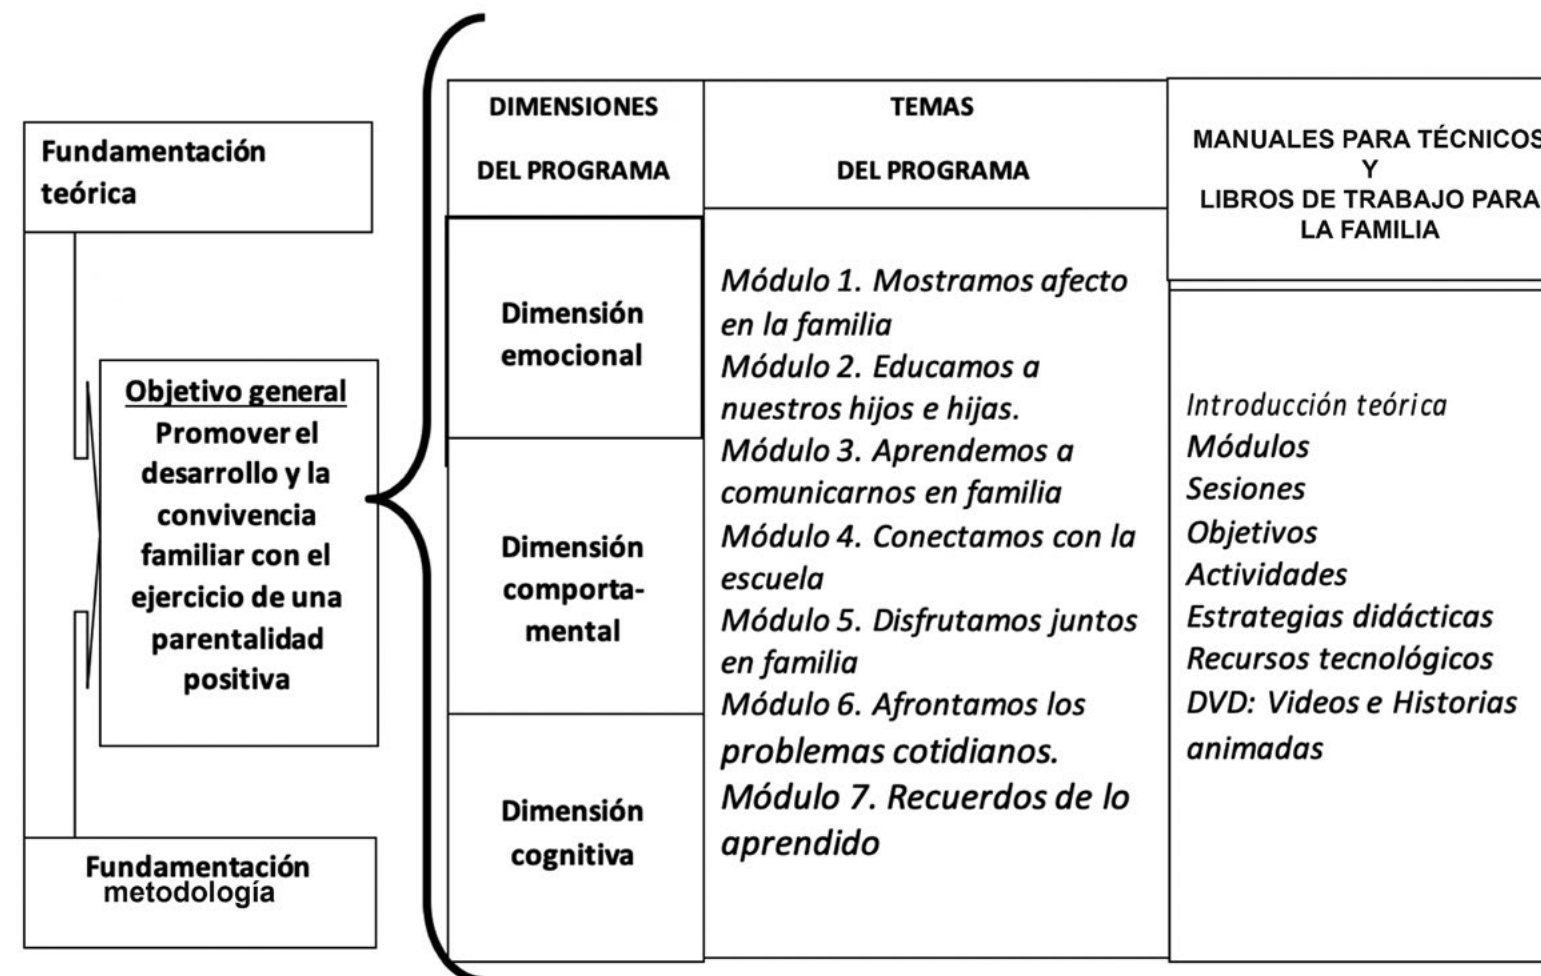 Fundamentación
teórica
Objetivo general
Promover el
desarrollo y la
convivencia
familiar con el
ejercicio de una
parentalidad
positiva
Fundamentación
metodología
DIMENSIONES
DEL PROGRAMA
Dimensión
emocional
Dimensión
comporta-
mental
Dimensión
cognitiva
TEMAS
DEL PROGRAMA
Módulo 1. Mostramos afecto
en la familia
Módulo 2. Educamos a
nuestros hijos e hijas.
Módulo 3. Aprendemos a
comunicarnos en familia
Módulo 4. Conectamos con la
escuela
Módulo 5. Disfrutamos juntos
en familia
Módulo 6. Afrontamos los
problemas cotidianos.
Módulo 7. Recuerdos de lo
aprendido
MANUALES PARA TÉCNICOS
Y
LIBROS DE TRABAJO PARA
LA FAMILIA
Introducción teórica
Módulos
Sesiones
Objetivos
Actividades
Estrategias didácticas
Recursos tecnológicos
DVD: Videos e Historias
animadas